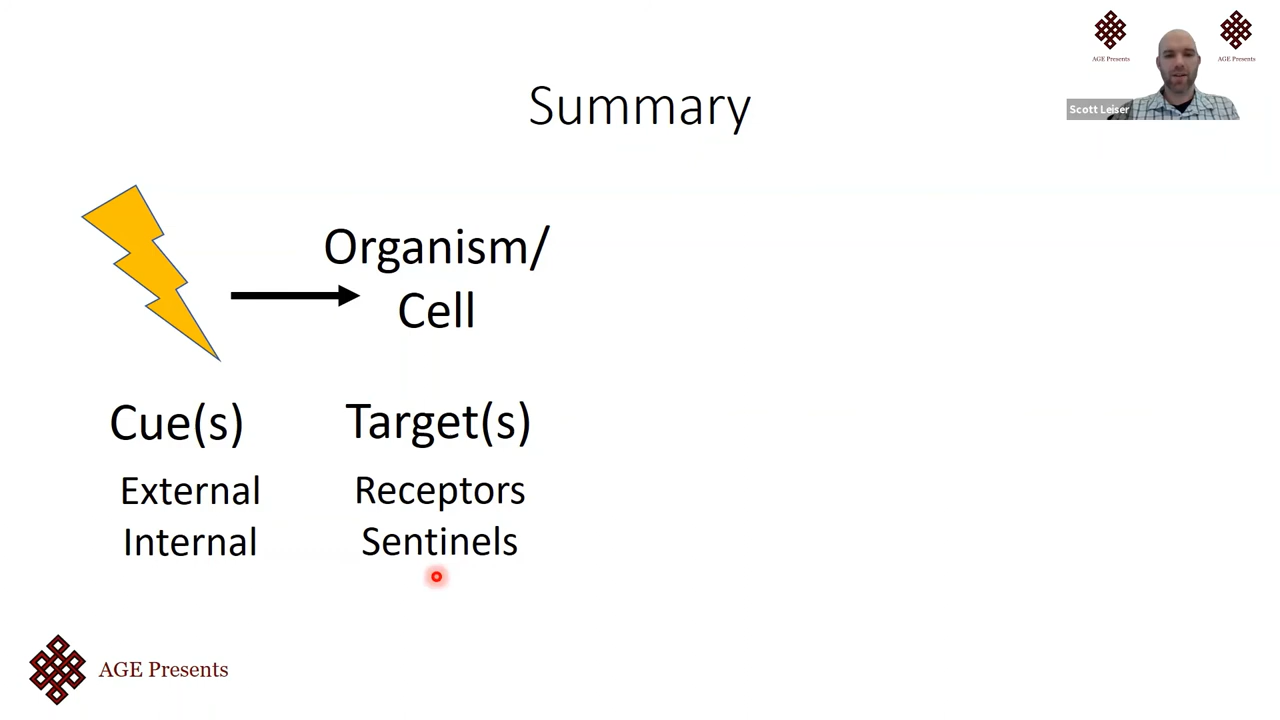 AGE Presents
AGE Presents
Scott Leiser
Summary
Organism/
Cell
Cue(s)
Target(s)
External
Receptors
Internal
Sentinels
AGE Presents